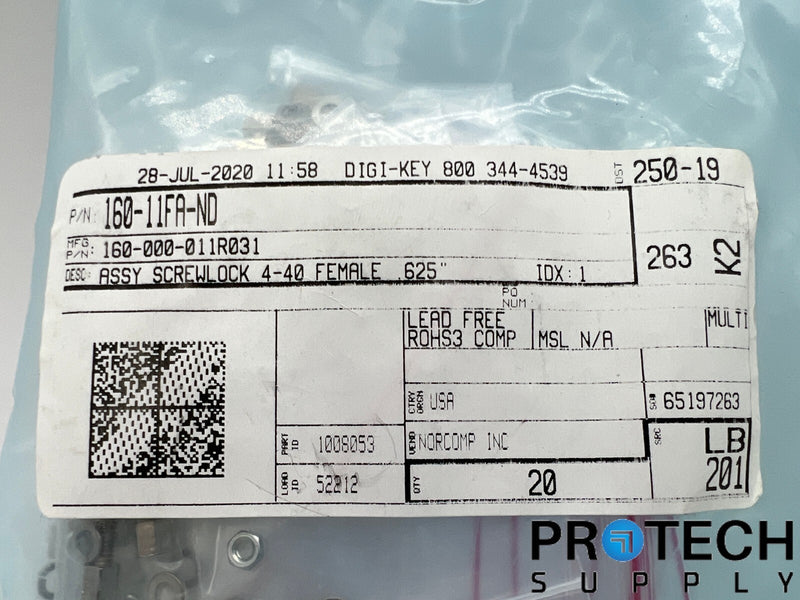 28-JUL-2020 11:58 DIGI-KEY 800 344-4539 DST 250-19
P/N: 160-11FA-ND
MFG. P/N: 160-000-011R031
263 K2
DESC: ASSY SCREWLOCK 4-40 FEMALE .625" IDX: 1
PO NUM
LEAD FREE
ROHS3 COMP MSL N/A MULTI
CTRY ORGN USA SO# 65197263
PART ID 1008053 VEND NORCOMP INC SRC LB
LOAD ID 52212 QTY 20 201
PROTECH
SUPPLY